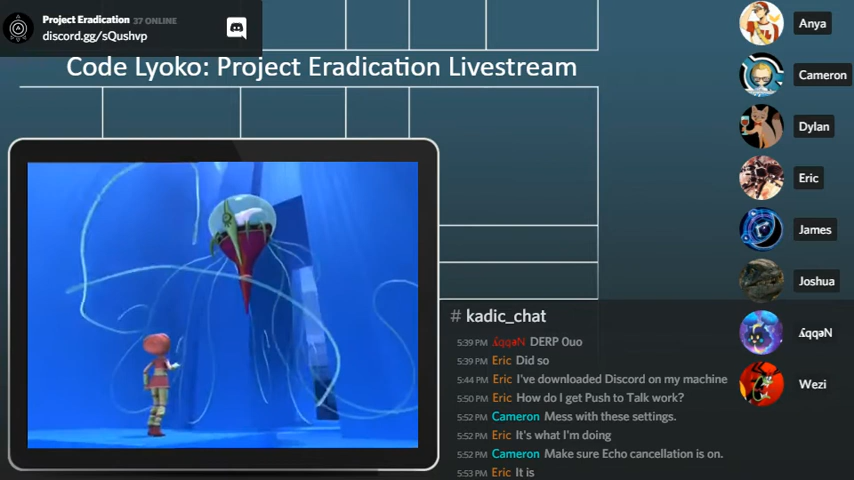 Project Eradication 37 ONLINE
discord.gg/sQushvp
Code Lyoko: Project Eradication Livestream
Anya
Cameron
Dylan
Eric
James
Joshua
ʎqqǝN
Wezi
# kadic_chat
5:39 PM ʎqqǝN DERP 0uo
5:39 PM Eric Did so
5:44 PM Eric I've downloaded Discord on my machine
5:50 PM Eric How do I get Push to Talk work?
5:52 PM Cameron Mess with these settings.
5:52 PM Eric It's what I'm doing
5:52 PM Cameron Make sure Echo cancellation is on.
5:53 PM Eric It is